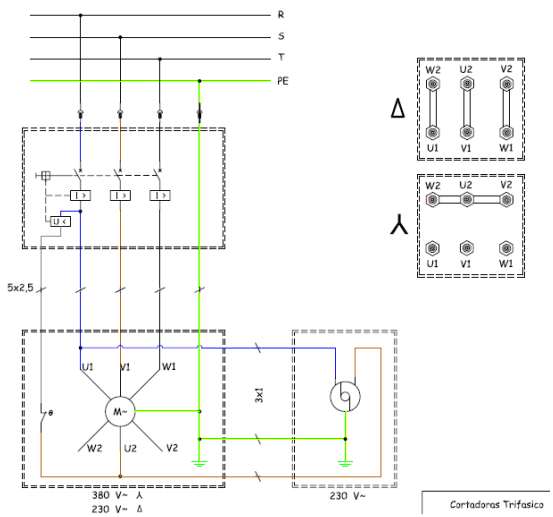 R
S
T
PE
I >
I >
I >
U <
5x2,5
U1
V1
W1
θ
M~
W2
U2
V2
3x1
380 V~ ⅄
230 V~ Δ
230 V~
Δ
W2 U2 V2
U1 V1 W1
⅄
W2 U2 V2
U1 V1 W1
Cortadoras Trifasico